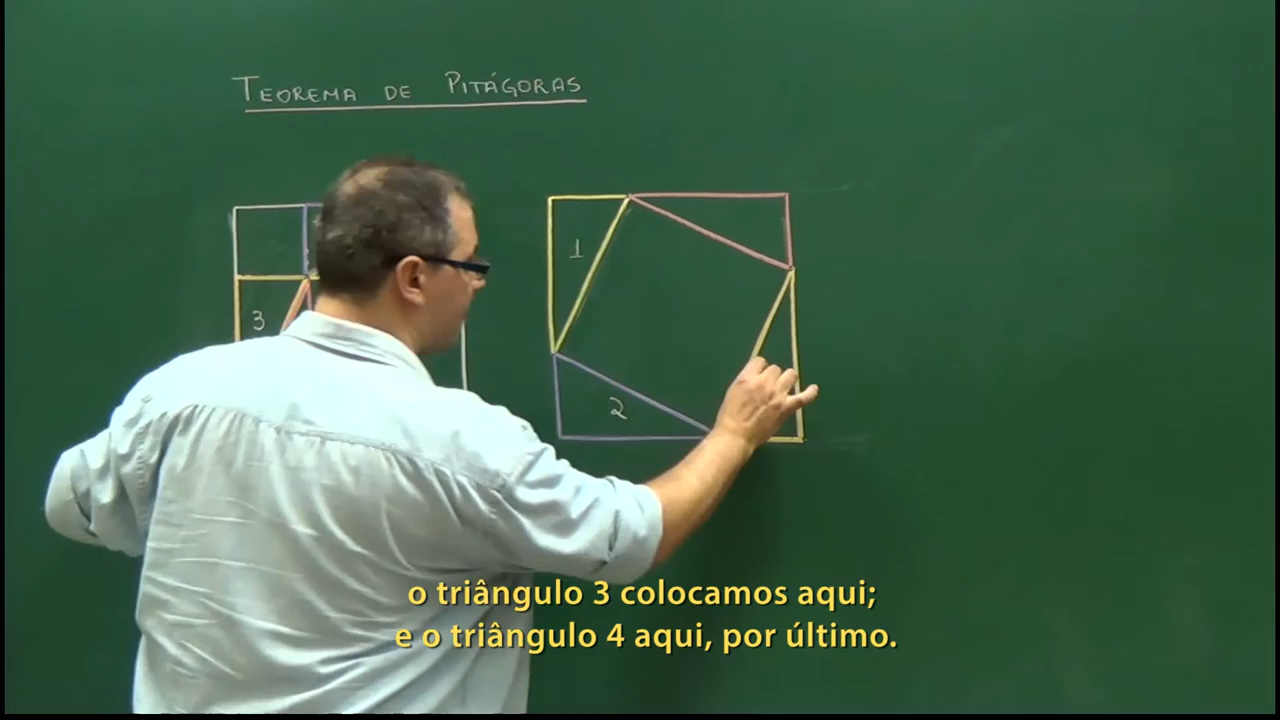 TEOREMA DE PITÁGORAS
1
3
2
o triângulo 3 colocamos aqui;
e o triângulo 4 aqui, por último.